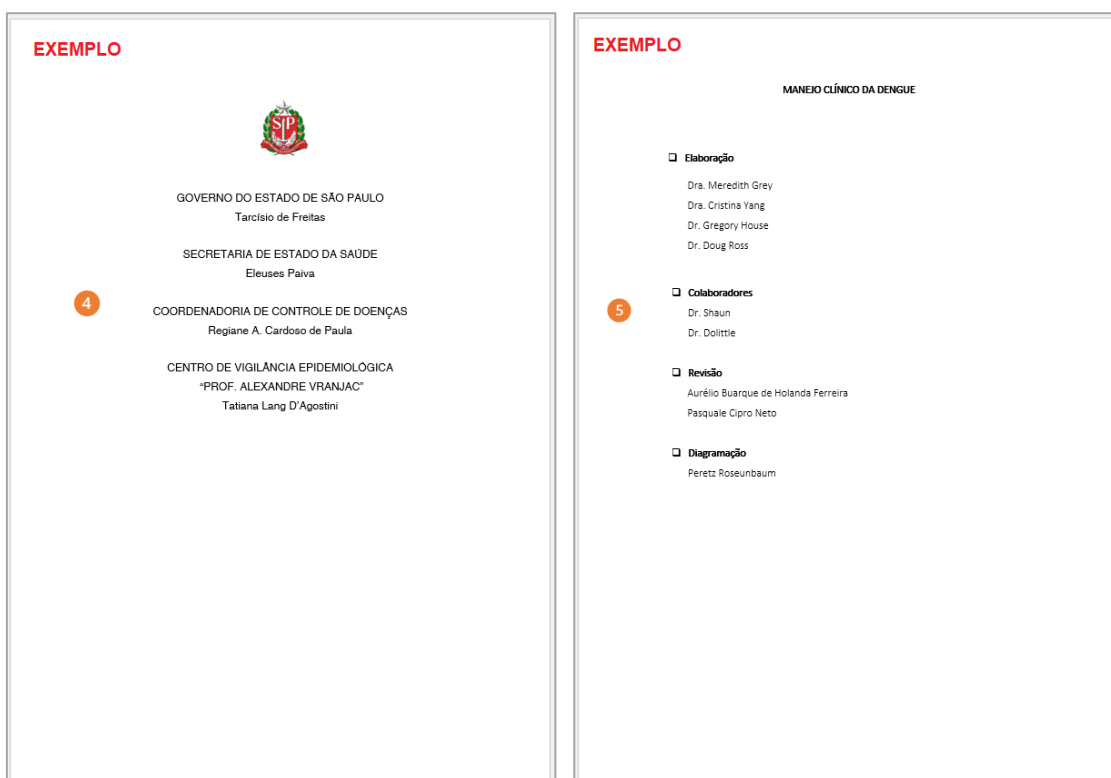 EXEMPLO
SP
GOVERNO DO ESTADO DE SÃO PAULO
Tarcísio de Freitas
SECRETARIA DE ESTADO DA SAÚDE
Eleuses Paiva
4
COORDENADORIA DE CONTROLE DE DOENÇAS
Regiane A. Cardoso de Paula
CENTRO DE VIGILÂNCIA EPIDEMIOLÓGICA
“PROF. ALEXANDRE VRANJAC”
Tatiana Lang D’Agostini
EXEMPLO
MANEJO CLÍNICO DA DENGUE
Elaboração
Dra. Meredith Grey
Dra. Cristina Yang
Dr. Gregory House
Dr. Doug Ross
Colaboradores
5
Dr. Shaun
Dr. Dolittle
Revisão
Aurélio Buarque de Holanda Ferreira
Pasquale Cipro Neto
Diagramação
Peretz Roseunbaum